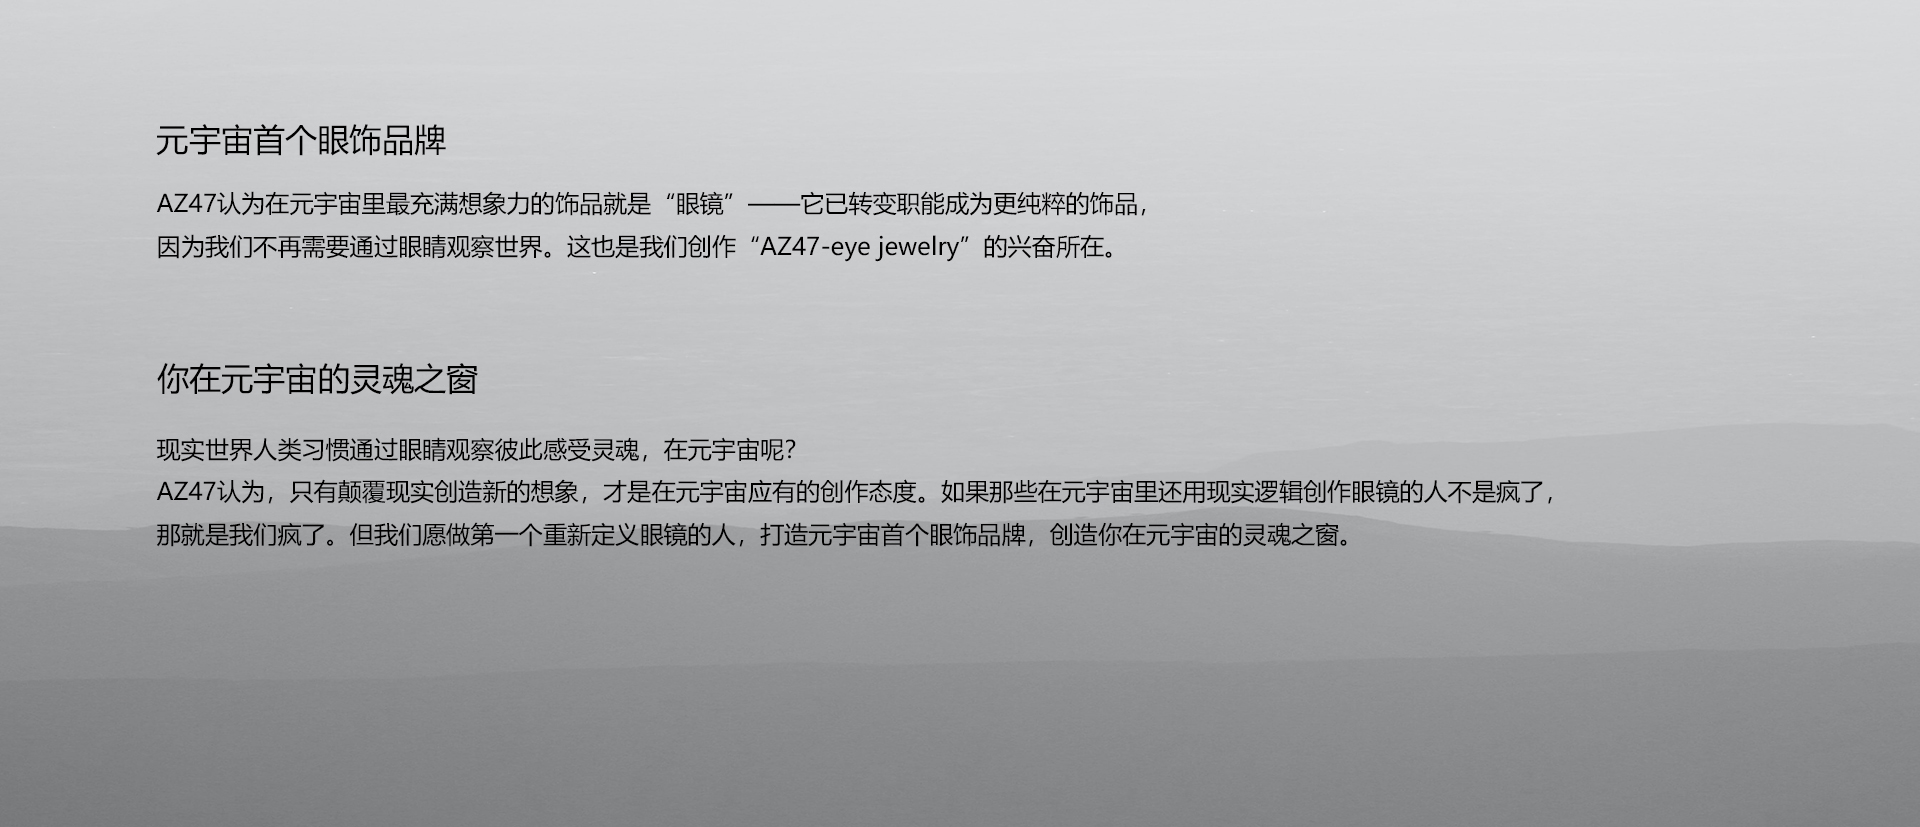 元宇宙首个眼饰品牌
AZ47认为在元宇宙里最充满想象力的饰品就是“眼镜”——它已转变职能成为更纯粹的饰品，
因为我们不再需要通过眼睛观察世界。这也是我们创作“AZ47-eye jewelry”的兴奋所在。
你在元宇宙的灵魂之窗
现实世界人类习惯通过眼睛观察彼此感受灵魂，在元宇宙呢？
AZ47认为，只有颠覆现实创造新的想象，才是在元宇宙应有的创作态度。如果那些在元宇宙里还用现实逻辑创作眼镜的人不是疯了，
那就是我们疯了。但我们愿做第一个重新定义眼镜的人，打造元宇宙首个眼饰品牌，创造你在元宇宙的灵魂之窗。